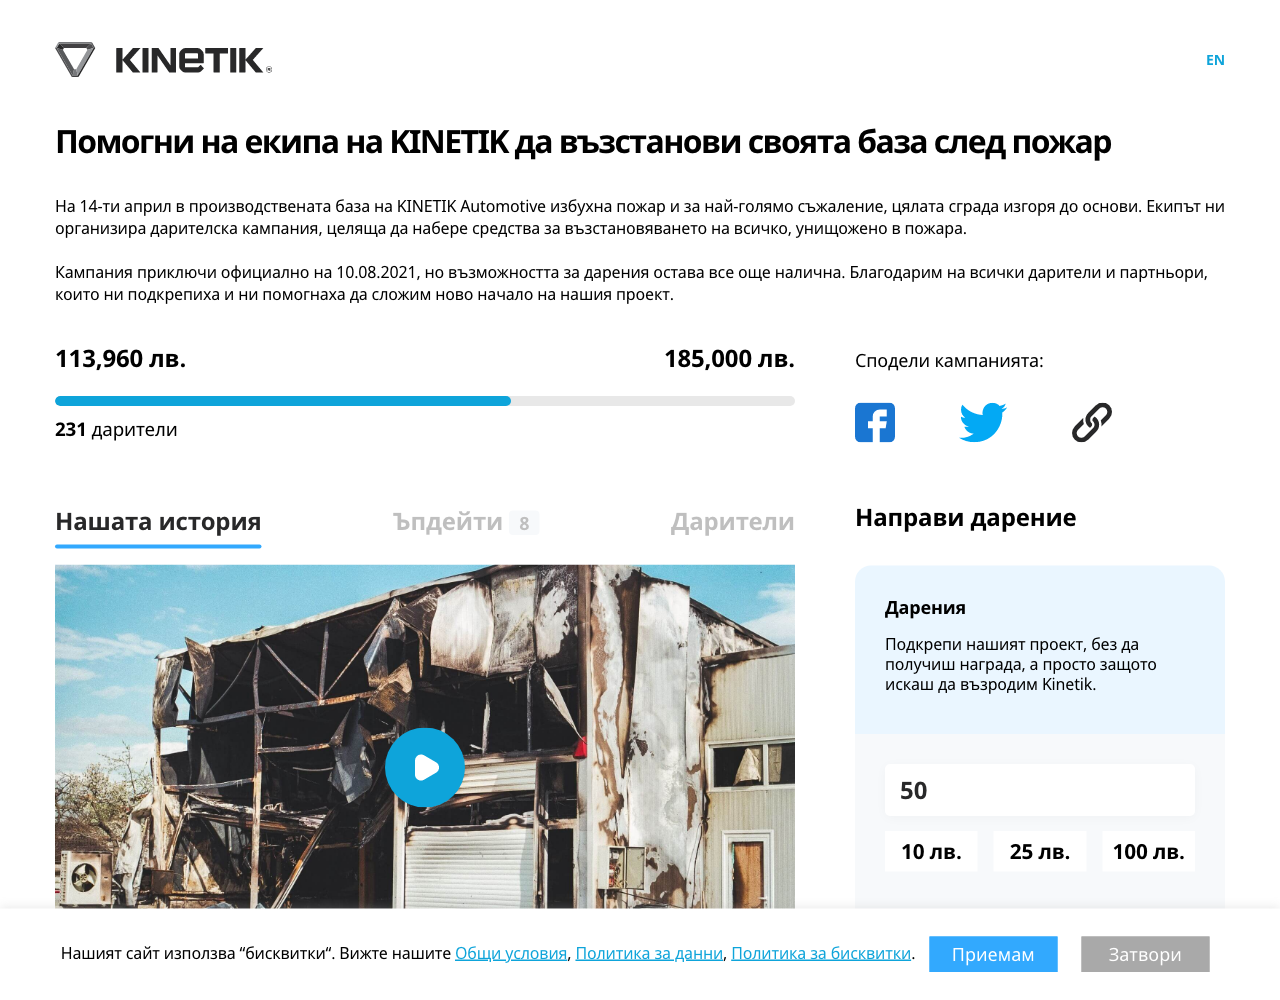 KINETIK
EN
Помогни на екипа на KINETIK да възстанови своята база след пожар
На 14-ти април в производствената база на KINETIK Automotive избухна пожар и за най-голямо съжаление, цялата сграда изгоря до основи. Екипът ни
организира дарителска кампания, целяща да набере средства за възстановяването на всичко, унищожено в пожара.
Кампания приключи официално на 10.08.2021, но възможността за дарения остава все още налична. Благодарим на всички дарители и партньори,
които ни подкрепиха и ни помогнаха да сложим ново начало на нашия проект.
113,960 лв.
185,000 лв.
231 дарители
Сподели кампанията:
Нашата история
Ъпдейти 8
Дарители
Направи дарение
Дарения
Подкрепи нашият проект, без да
получиш награда, а просто защото
искаш да възродим Kinetik.
50
10 лв.
25 лв.
100 лв.
Нашият сайт използва “бисквитки“. Вижте нашите Общи условия, Политика за данни, Политика за бисквитки.
Приемам
Затвори